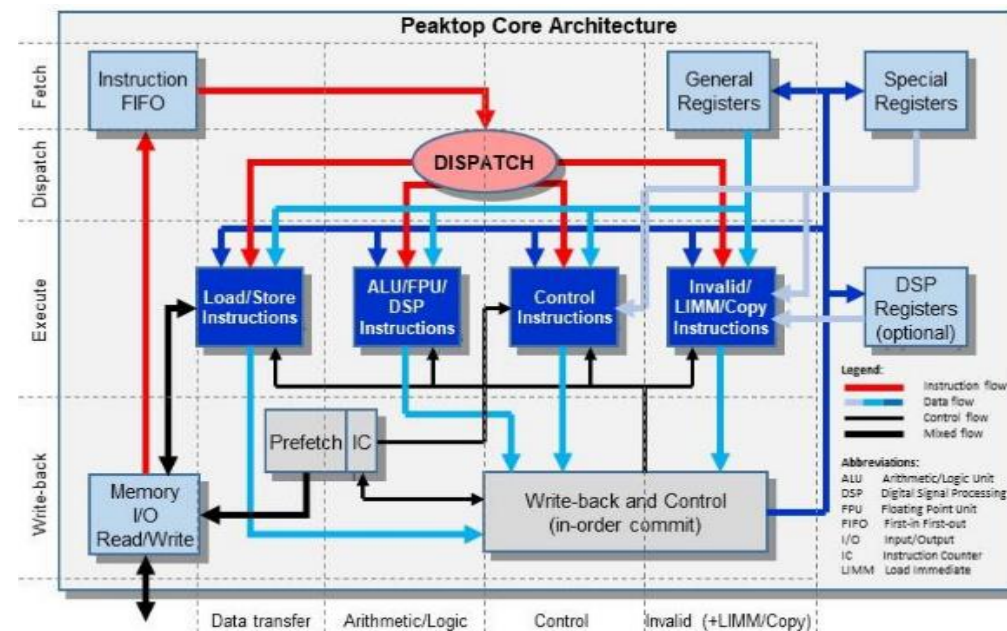 Peaktop Core Architecture
Fetch
Instruction
FIFO
General
Registers
Special
Registers
Dispatch
DISPATCH
Execute
Load/Store
Instructions
ALU/FPU/
DSP
Instructions
Control
Instructions
Invalid/
LIMM/Copy
Instructions
DSP
Registers
(optional)
Legend:
Instruction flow
Data flow
Control flow
Mixed flow
Write-back
Prefetch
IC
Memory
I/O
Read/Write
Write-back and Control
(in-order commit)
Abbreviations:
ALU Arithmetic/Logic Unit
DSP Digital Signal Processing
FPU Floating Point Unit
FIFO First-in First-out
I/O Input/Output
IC Instruction Counter
LIMM Load Immediate
Data transfer
Arithmetic/Logic
Control
Invalid (+LIMM/Copy)